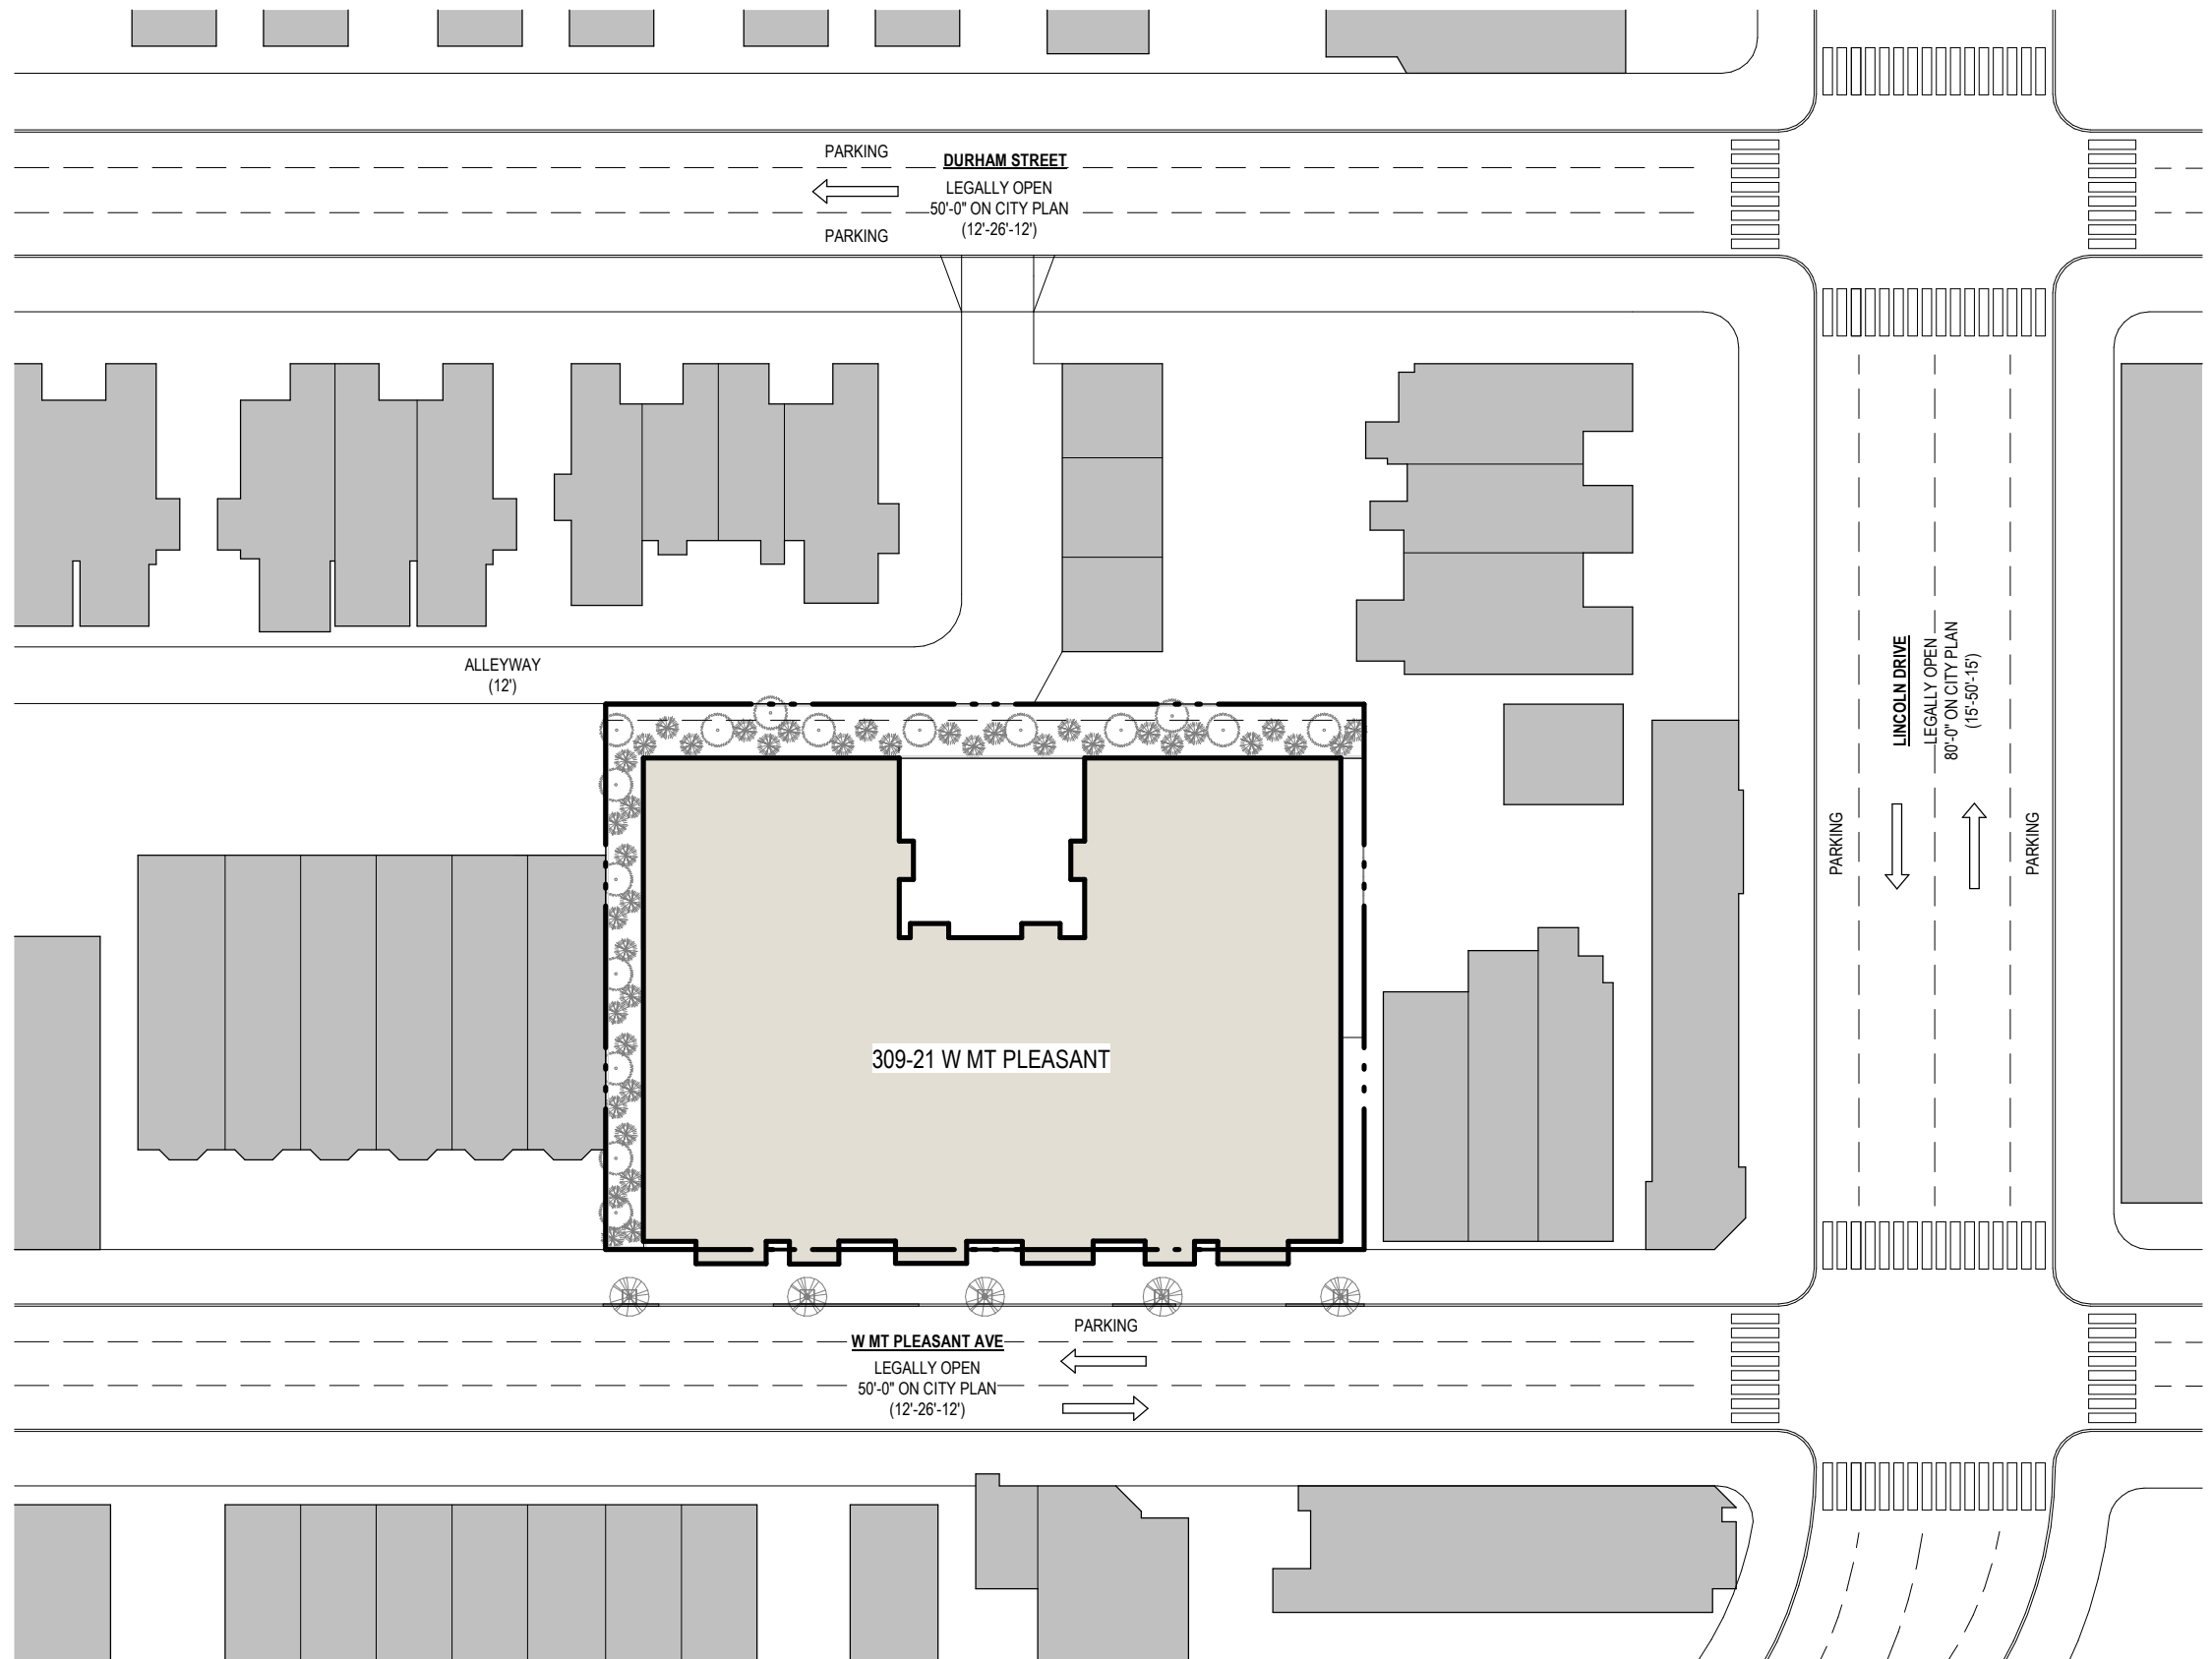 PARKING
DURHAM STREET
LEGALLY OPEN
50'-0" ON CITY PLAN
(12'-26'-12')
PARKING
ALLEYWAY
(12')
LINCOLN DRIVE
LEGALLY OPEN
80'-0" ON CITY PLAN
(15'-50'-15')
PARKING
PARKING
309-21 W MT PLEASANT
PARKING
W MT PLEASANT AVE
LEGALLY OPEN
50'-0" ON CITY PLAN
(12'-26'-12')